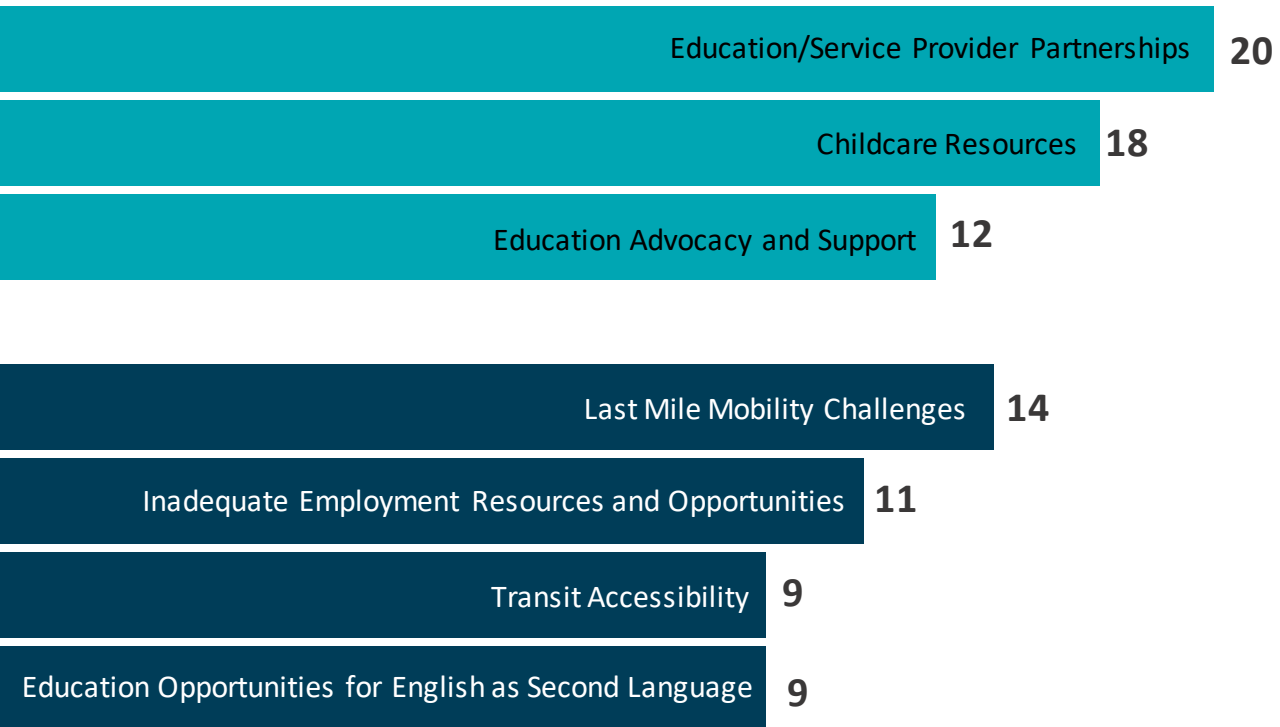 Education/Service Provider Partnerships 20
Childcare Resources 18
Education Advocacy and Support 12
Last Mile Mobility Challenges 14
Inadequate Employment Resources and Opportunities 11
Transit Accessibility 9
Education Opportunities for English as Second Language 9